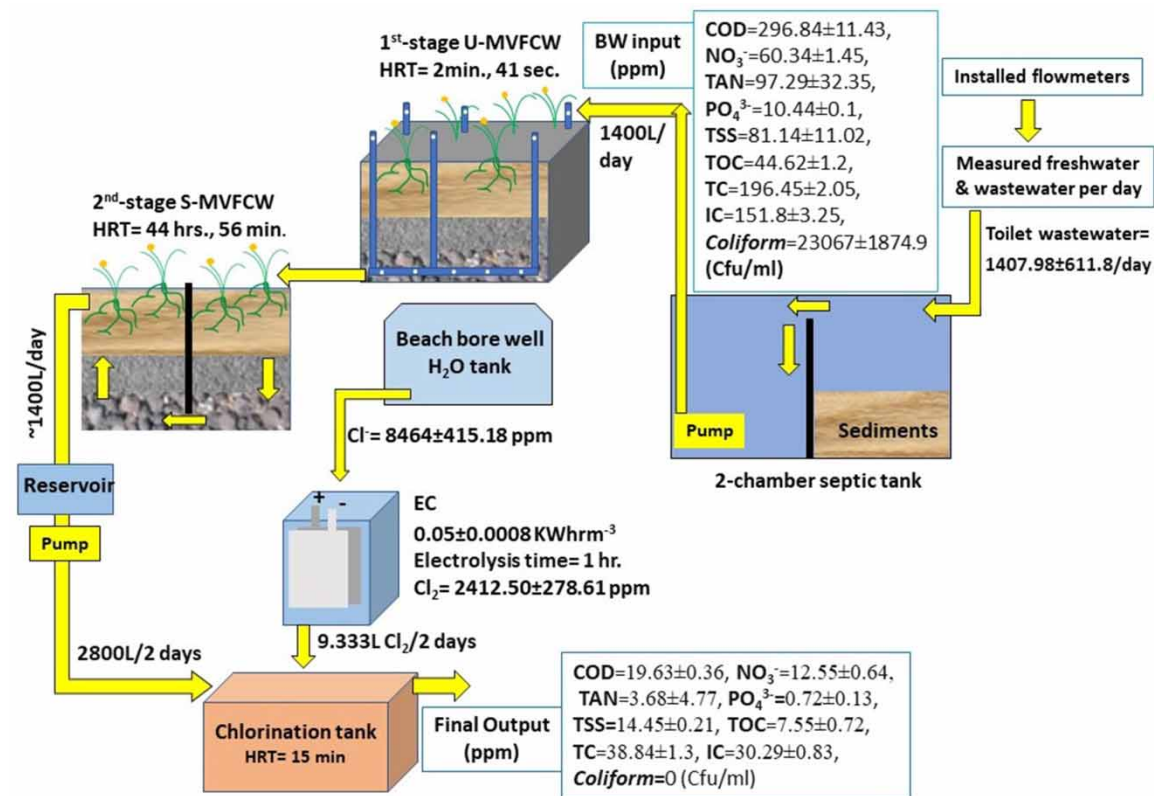 1st-stage U-MVFCW
HRT= 2min., 41 sec.
BW input
(ppm)
COD=296.84±11.43,
NO₃⁻=60.34±1.45,
TAN=97.29±32.35,
PO₄³⁻=10.44±0.1,
TSS=81.14±11.02,
TOC=44.62±1.2,
TC=196.45±2.05,
IC=151.8±3.25,
Coliform=23067±1874.9
(Cfu/ml)
Installed flowmeters
Measured freshwater
& wastewater per day
Toilet wastewater=
1407.98±611.8/day
1400L/
day
2nd-stage S-MVFCW
HRT= 44 hrs., 56 min.
Pump
Sediments
2-chamber septic tank
Beach bore well
H₂O tank
Cl⁻= 8464±415.18 ppm
~1400L/day
Reservoir
Pump
+ -
EC
0.05±0.0008 KWhrm⁻³
Electrolysis time= 1 hr.
Cl₂= 2412.50±278.61 ppm
2800L/2 days
9.333L Cl₂/2 days
Chlorination tank
HRT= 15 min
Final Output
(ppm)
COD=19.63±0.36, NO₃⁻=12.55±0.64,
TAN=3.68±4.77, PO₄³⁻=0.72±0.13,
TSS=14.45±0.21, TOC=7.55±0.72,
TC=38.84±1.3, IC=30.29±0.83,
Coliform=0 (Cfu/ml)